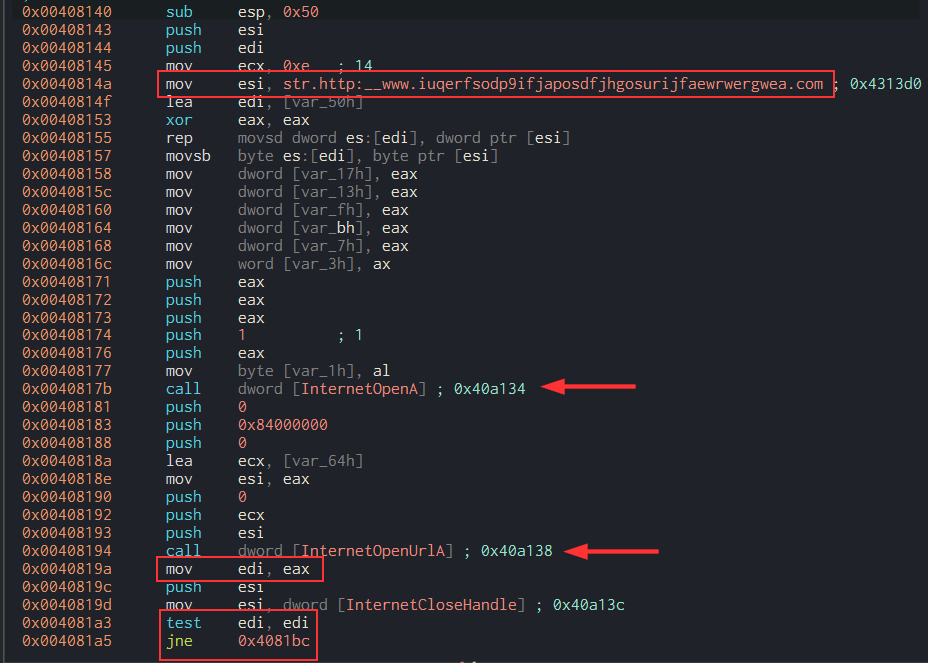 0x00408140 sub esp, 0x50
0x00408143 push esi
0x00408144 push edi
0x00408145 mov ecx, 0xe ; 14
0x0040814a mov esi, str.http:__www.iuqerfsodp9ifjaposdfjhgosurijfaewrwergwea.com ; 0x4313d0
0x0040814f lea edi, [var_50h]
0x00408153 xor eax, eax
0x00408155 rep movsd dword es:[edi], dword ptr [esi]
0x00408157 movsb byte es:[edi], byte ptr [esi]
0x00408158 mov dword [var_17h], eax
0x0040815c mov dword [var_13h], eax
0x00408160 mov dword [var_fh], eax
0x00408164 mov dword [var_bh], eax
0x00408168 mov dword [var_7h], eax
0x0040816c mov word [var_3h], ax
0x00408171 push eax
0x00408172 push eax
0x00408173 push eax
0x00408174 push 1 ; 1
0x00408176 push eax
0x00408177 mov byte [var_1h], al
0x0040817b call dword [InternetOpenA] ; 0x40a134
0x00408181 push 0
0x00408183 push 0x84000000
0x00408188 push 0
0x0040818a lea ecx, [var_64h]
0x0040818e mov esi, eax
0x00408190 push 0
0x00408192 push ecx
0x00408193 push esi
0x00408194 call dword [InternetOpenUrlA] ; 0x40a138
0x0040819a mov edi, eax
0x0040819c push esi
0x0040819d mov esi, dword [InternetCloseHandle] ; 0x40a13c
0x004081a3 test edi, edi
0x004081a5 jne 0x4081bc